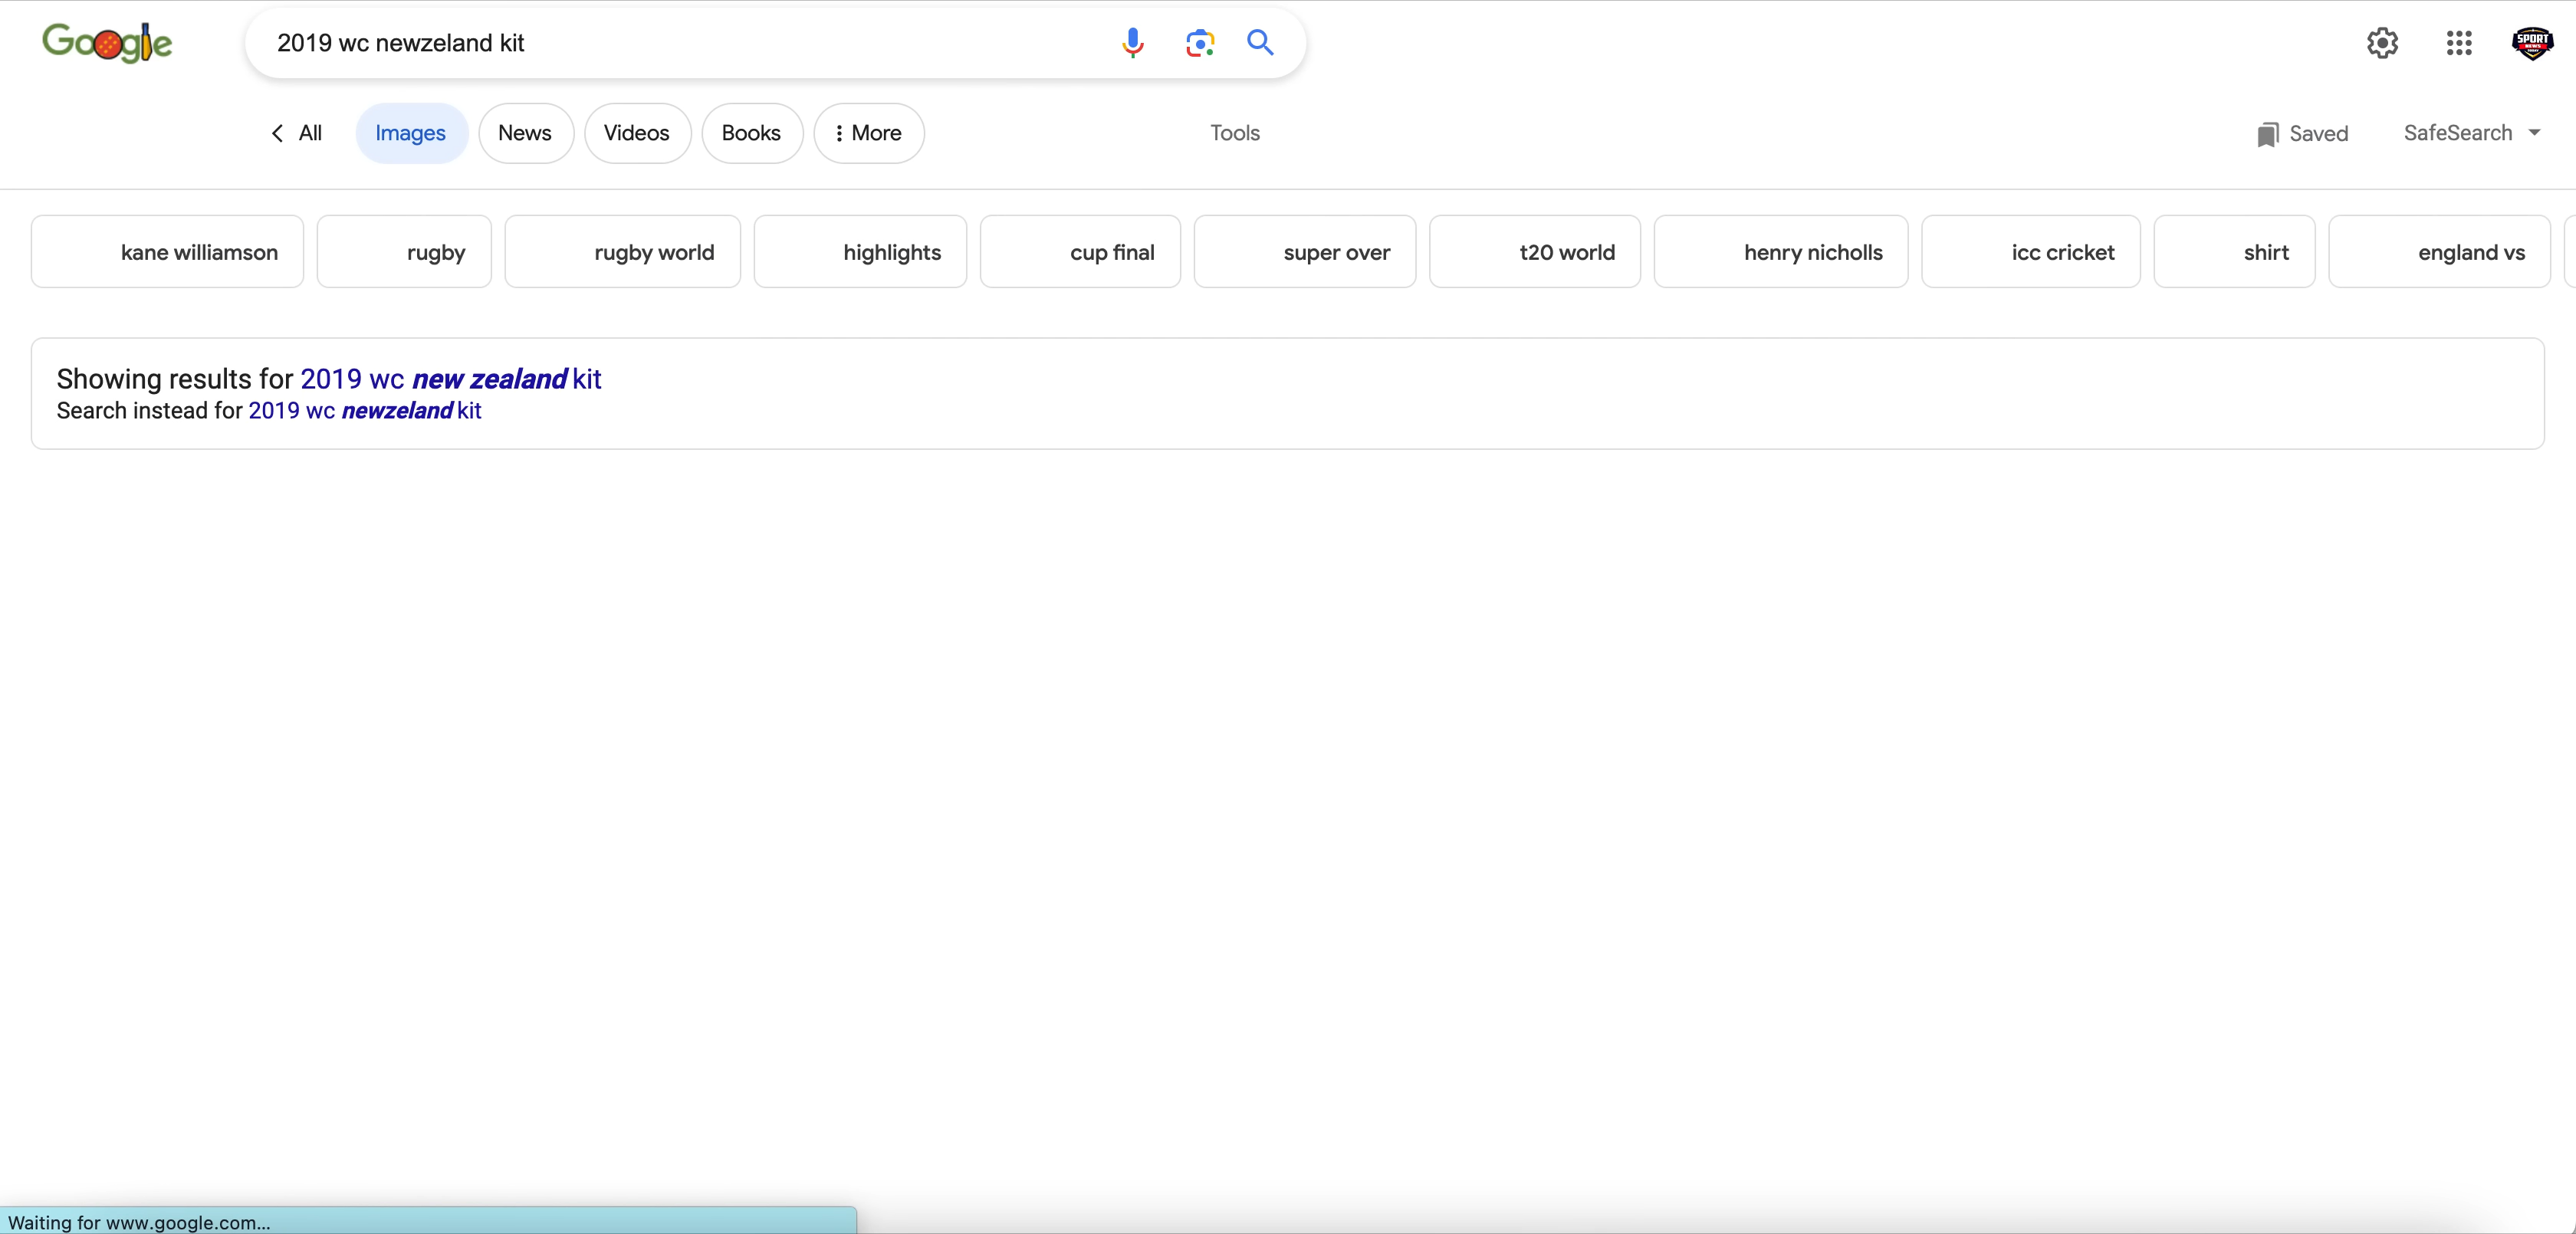 Google
2019 wc newzeland kit
SPORT NEWS
All Images News Videos Books More Tools Saved SafeSearch
kane williamson rugby rugby world highlights cup final super over t20 world henry nicholls icc cricket shirt england vs
Showing results for 2019 wc new zealand kit
Search instead for 2019 wc newzeland kit
Waiting for www.google.com...